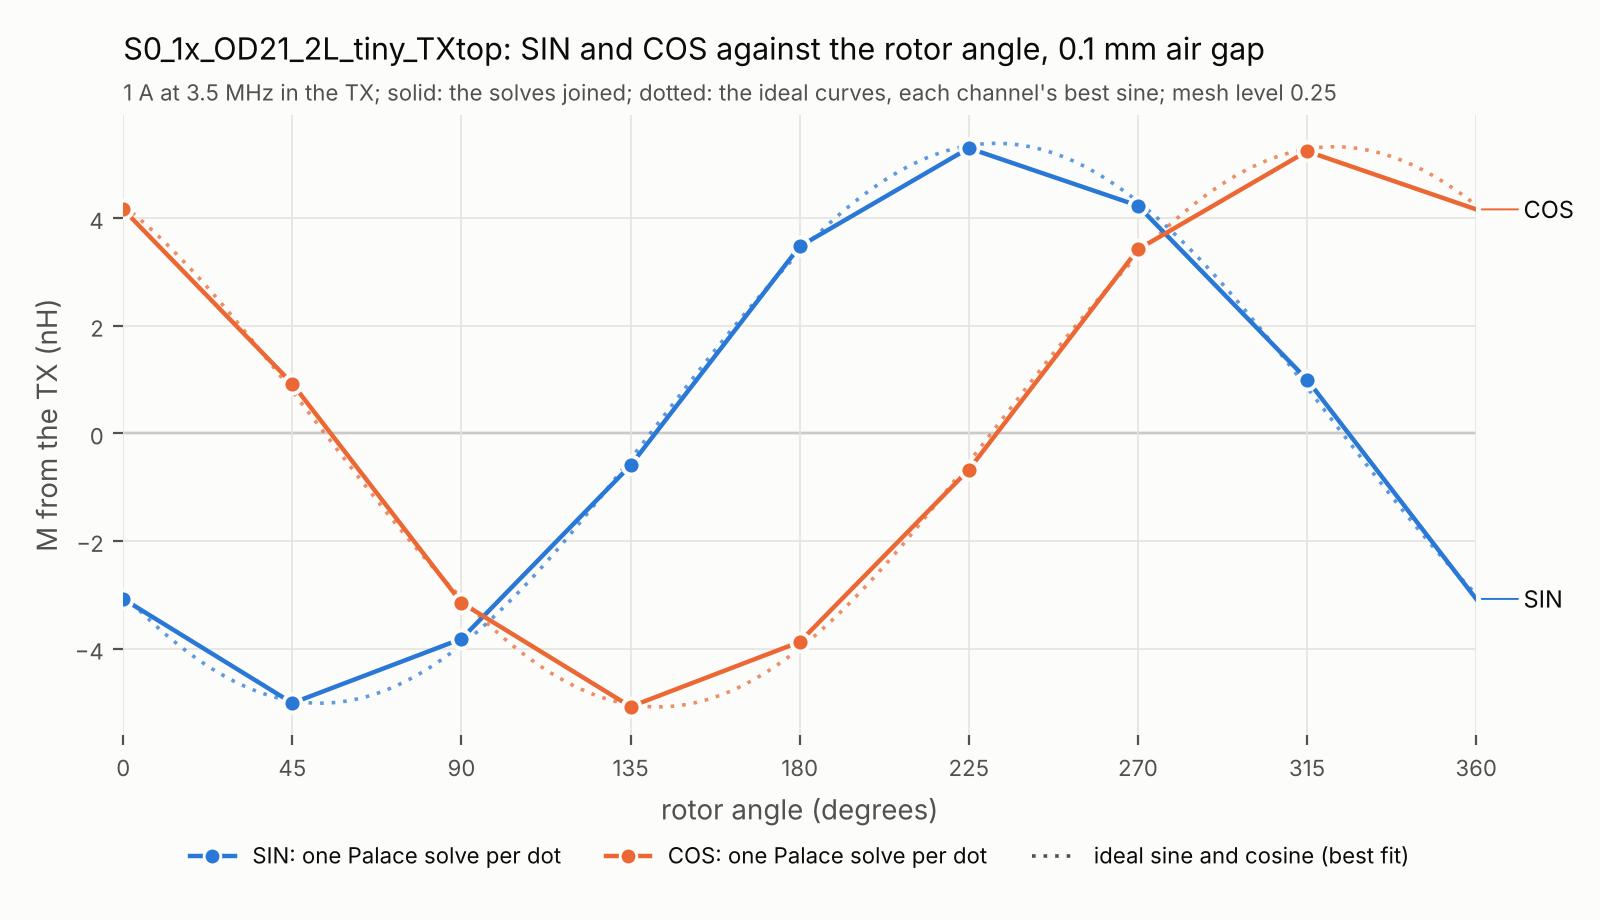 S0_1x_OD21_2L_tiny_TXtop: SIN and COS against the rotor angle, 0.1 mm air gap
1 A at 3.5 MHz in the TX; solid: the solves joined; dotted: the ideal curves, each channel's best sine; mesh level 0.25
M from the TX (nH)
4
2
0
−2
−4
COS
SIN
0 45 90 135 180 225 270 315 360
rotor angle (degrees)
SIN: one Palace solve per dot COS: one Palace solve per dot ideal sine and cosine (best fit)